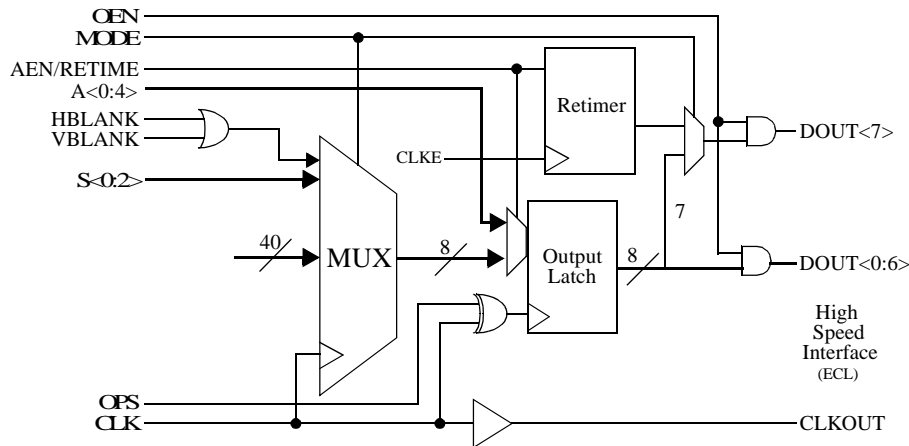 OEN
MODE
AEN/RETIME
A<0:4>
HBLANK
VBLANK
S<0:2>
Retimer
CLKE
DOUT<7>
7
40
MUX
8
Output
Latch
8
DOUT<0:6>
High
Speed
Interface
(ECL)
OPS
CLK
CLKOUT